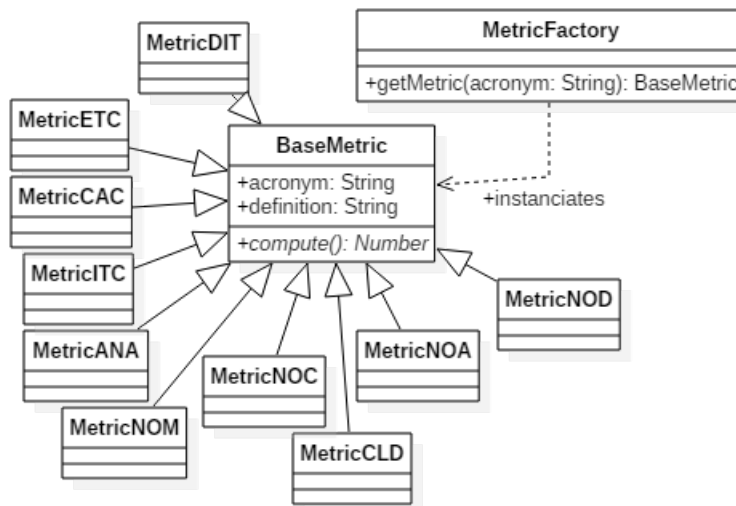 MetricDIT
MetricFactory
+getMetric(acronym: String): BaseMetric
MetricETC
BaseMetric
+acronym: String
+definition: String
+compute(): Number
+instanciates
MetricCAC
MetricITC
MetricNOD
MetricANA
MetricNOC
MetricNOA
MetricNOM
MetricCLD